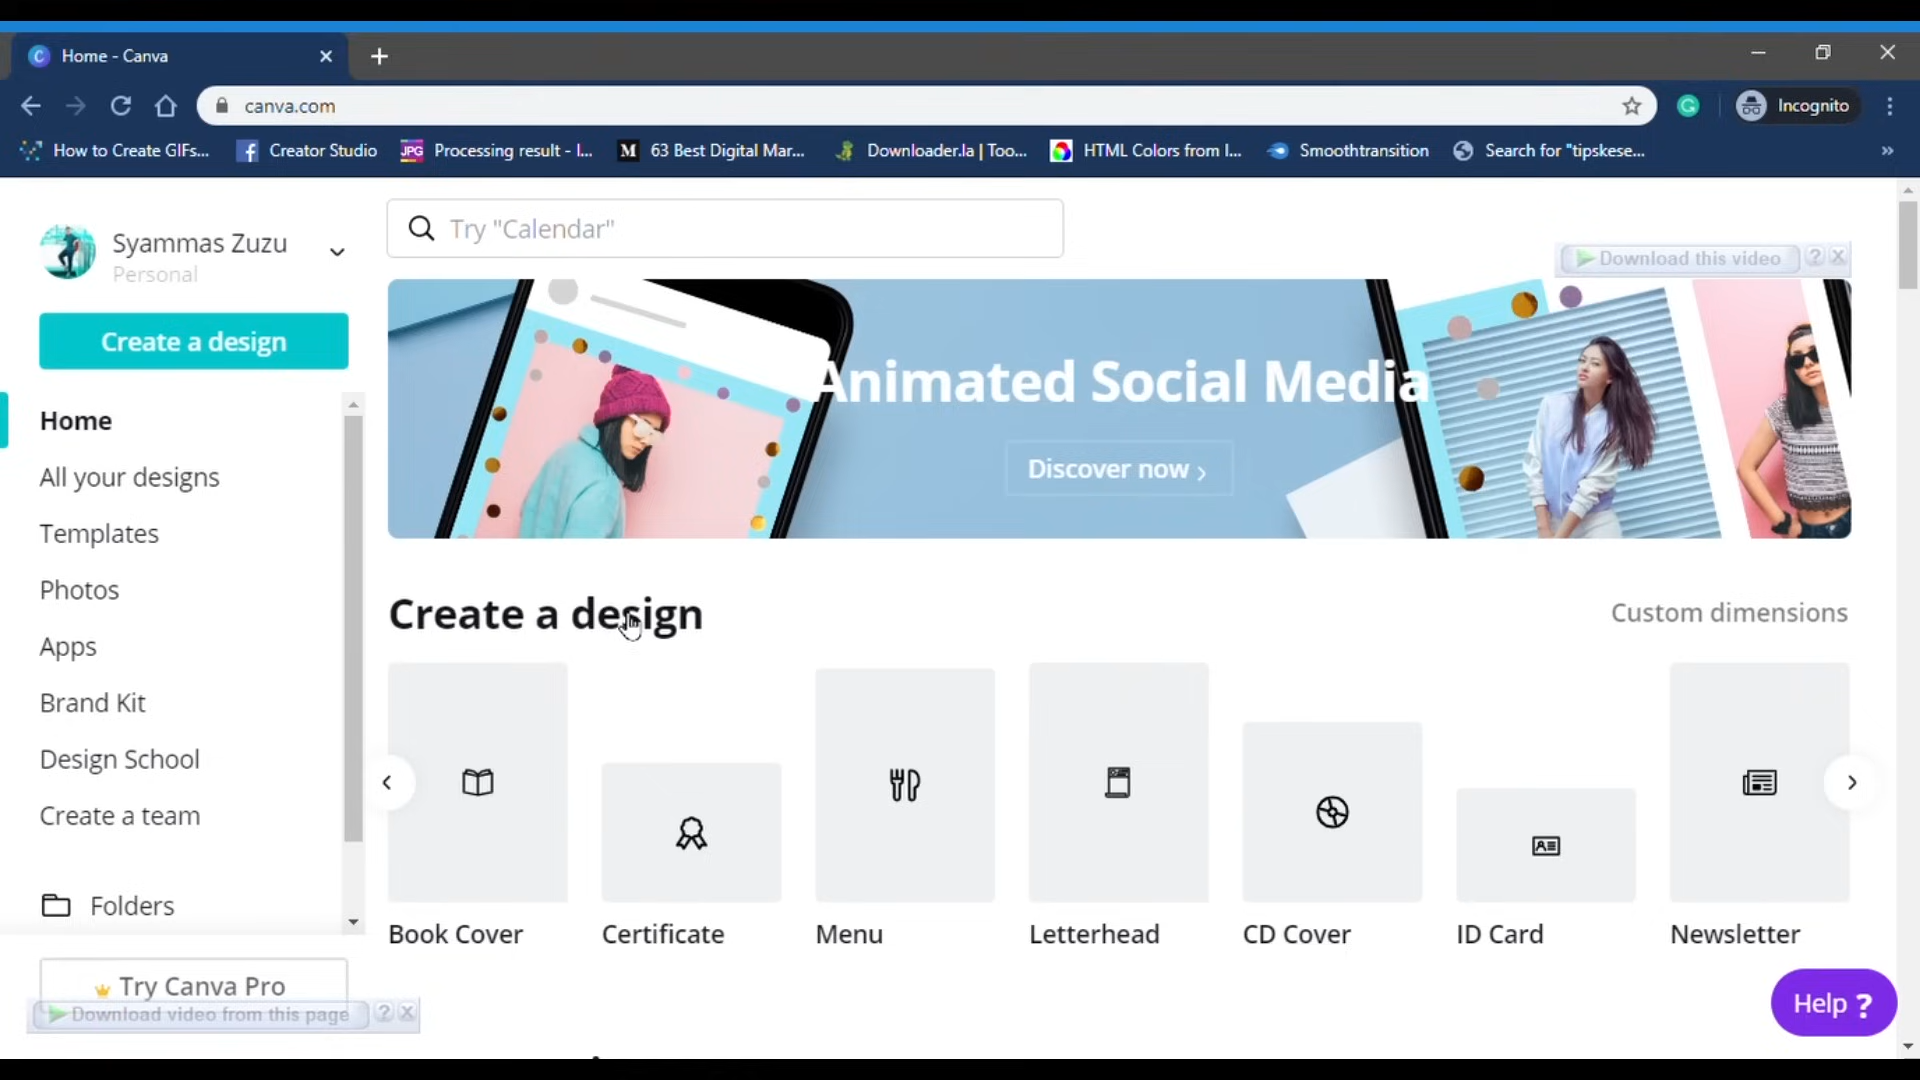 Home - Canva
canva.com
Incognito
How to Create GIFs...
Creator Studio
JPG
Processing result - I...
M
63 Best Digital Mar...
Downloader.la | Too...
HTML Colors from I...
Smoothtransition
Search for "tipskese...
»
Syammas Zuzu
Personal
Try "Calendar"
Download this video
?
X
Create a design
Animated Social Media
Discover now ›
Home
All your designs
Templates
Photos
Apps
Brand Kit
Design School
Create a team
Folders
Try Canva Pro
Download video from this page
?
X
Create a design
Custom dimensions
Book Cover
Certificate
Menu
Letterhead
CD Cover
ID Card
Newsletter
Help ?